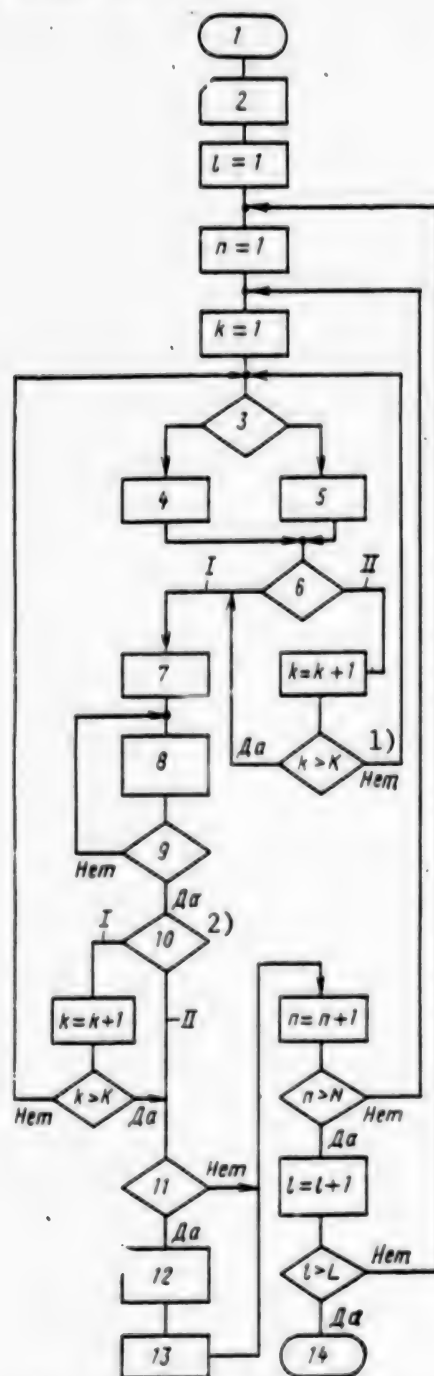 1
2
l = 1
n = 1
k = 1
3
4
5
I
II
6
7
k = k + 1
8
Да
k > K
1)
Нет
9
Нет
Да
I
10
2)
k = k + 1
II
n = n + 1
Нет
k > K
Да
n > N
Нет
Да
11
Нет
l = l + 1
Да
12
l > L
Нет
Да
13
14